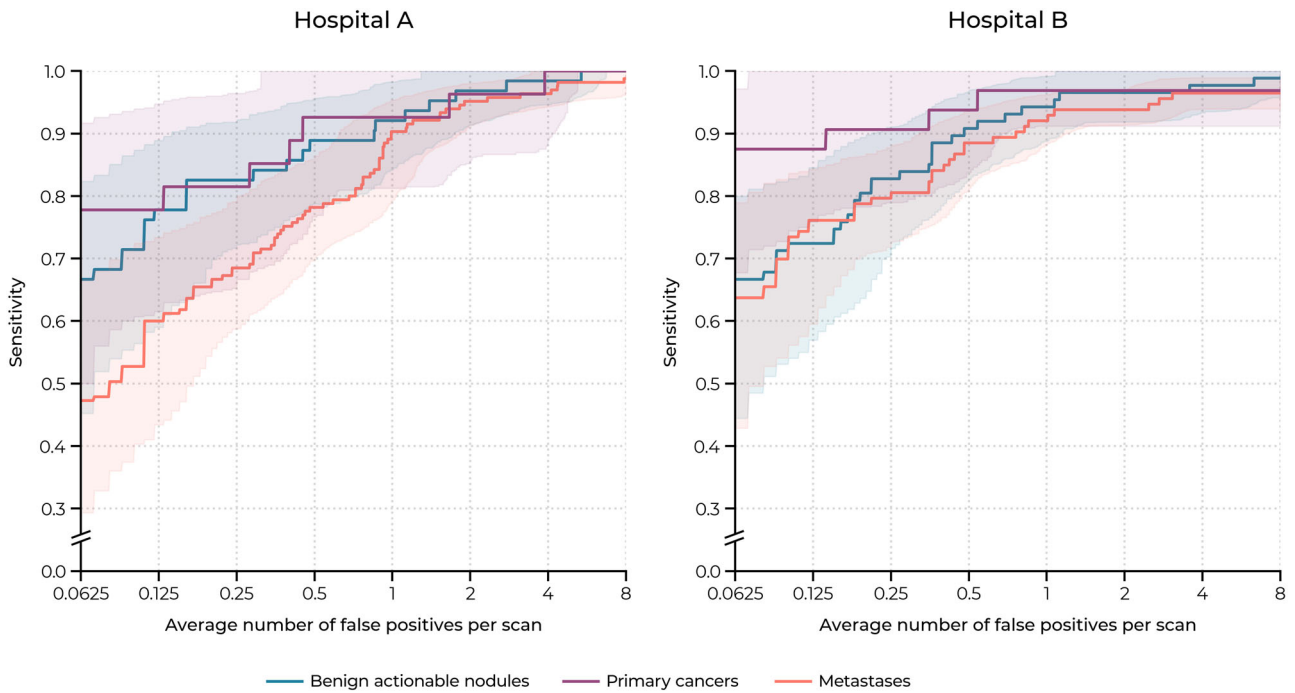 Hospital A
Hospital B
1.0
0.9
0.8
0.7
0.6
0.5
0.4
0.3
0.0
Sensitivity
0.0625 0.125 0.25 0.5 1 2 4 8
Average number of false positives per scan
1.0
0.9
0.8
0.7
0.6
0.5
0.4
0.3
0.0
Sensitivity
0.0625 0.125 0.25 0.5 1 2 4 8
Average number of false positives per scan
Benign actionable nodules Primary cancers Metastases